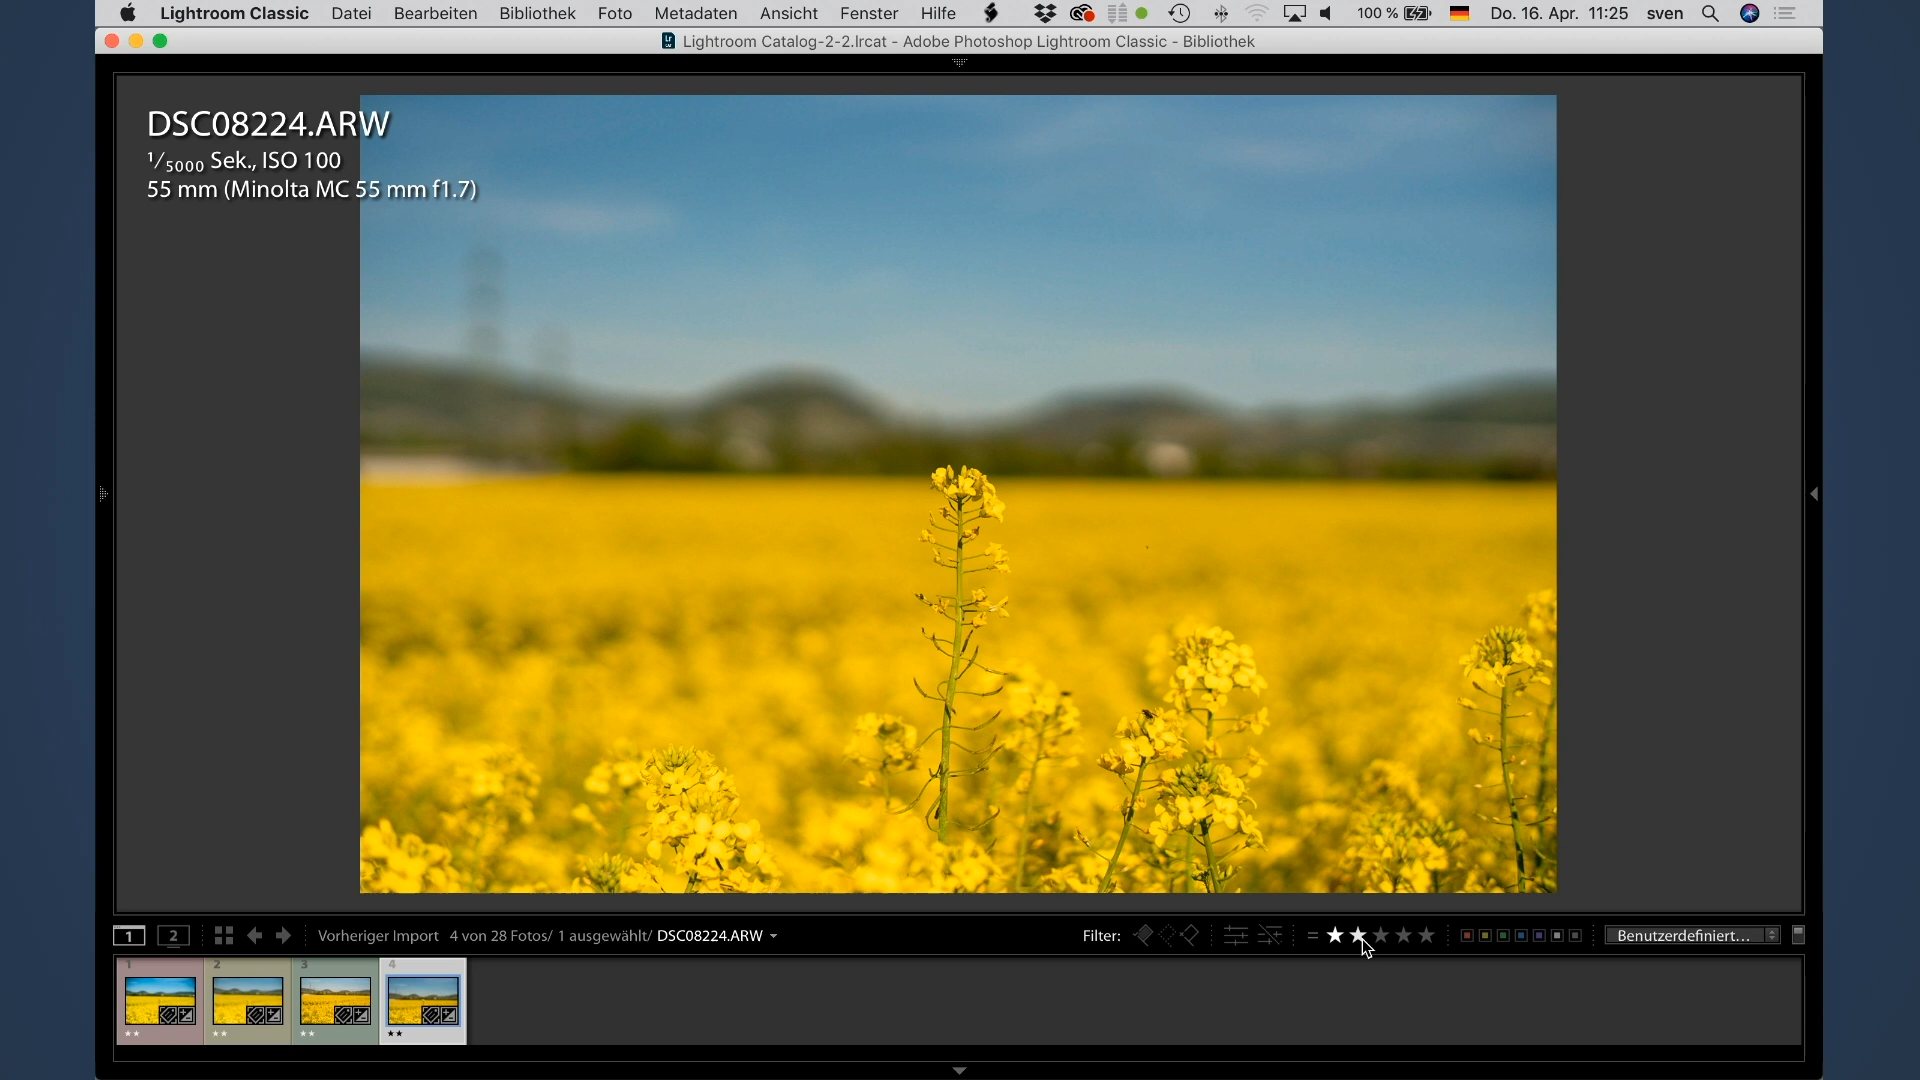 Lightroom Classic Datei Bearbeiten Bibliothek Foto Metadaten Ansicht Fenster Hilfe 100 % Do. 16. Apr. 11:25 sven
Lightroom Catalog-2-2.lrcat - Adobe Photoshop Lightroom Classic - Bibliothek
DSC08224.ARW
1/5000 Sek., ISO 100
55 mm (Minolta MC 55 mm f1.7)
1 2 Vorheriger Import 4 von 28 Fotos/ 1 ausgewählt/ DSC08224.ARW Filter: = Benutzerdefiniert...
1 2 3 4